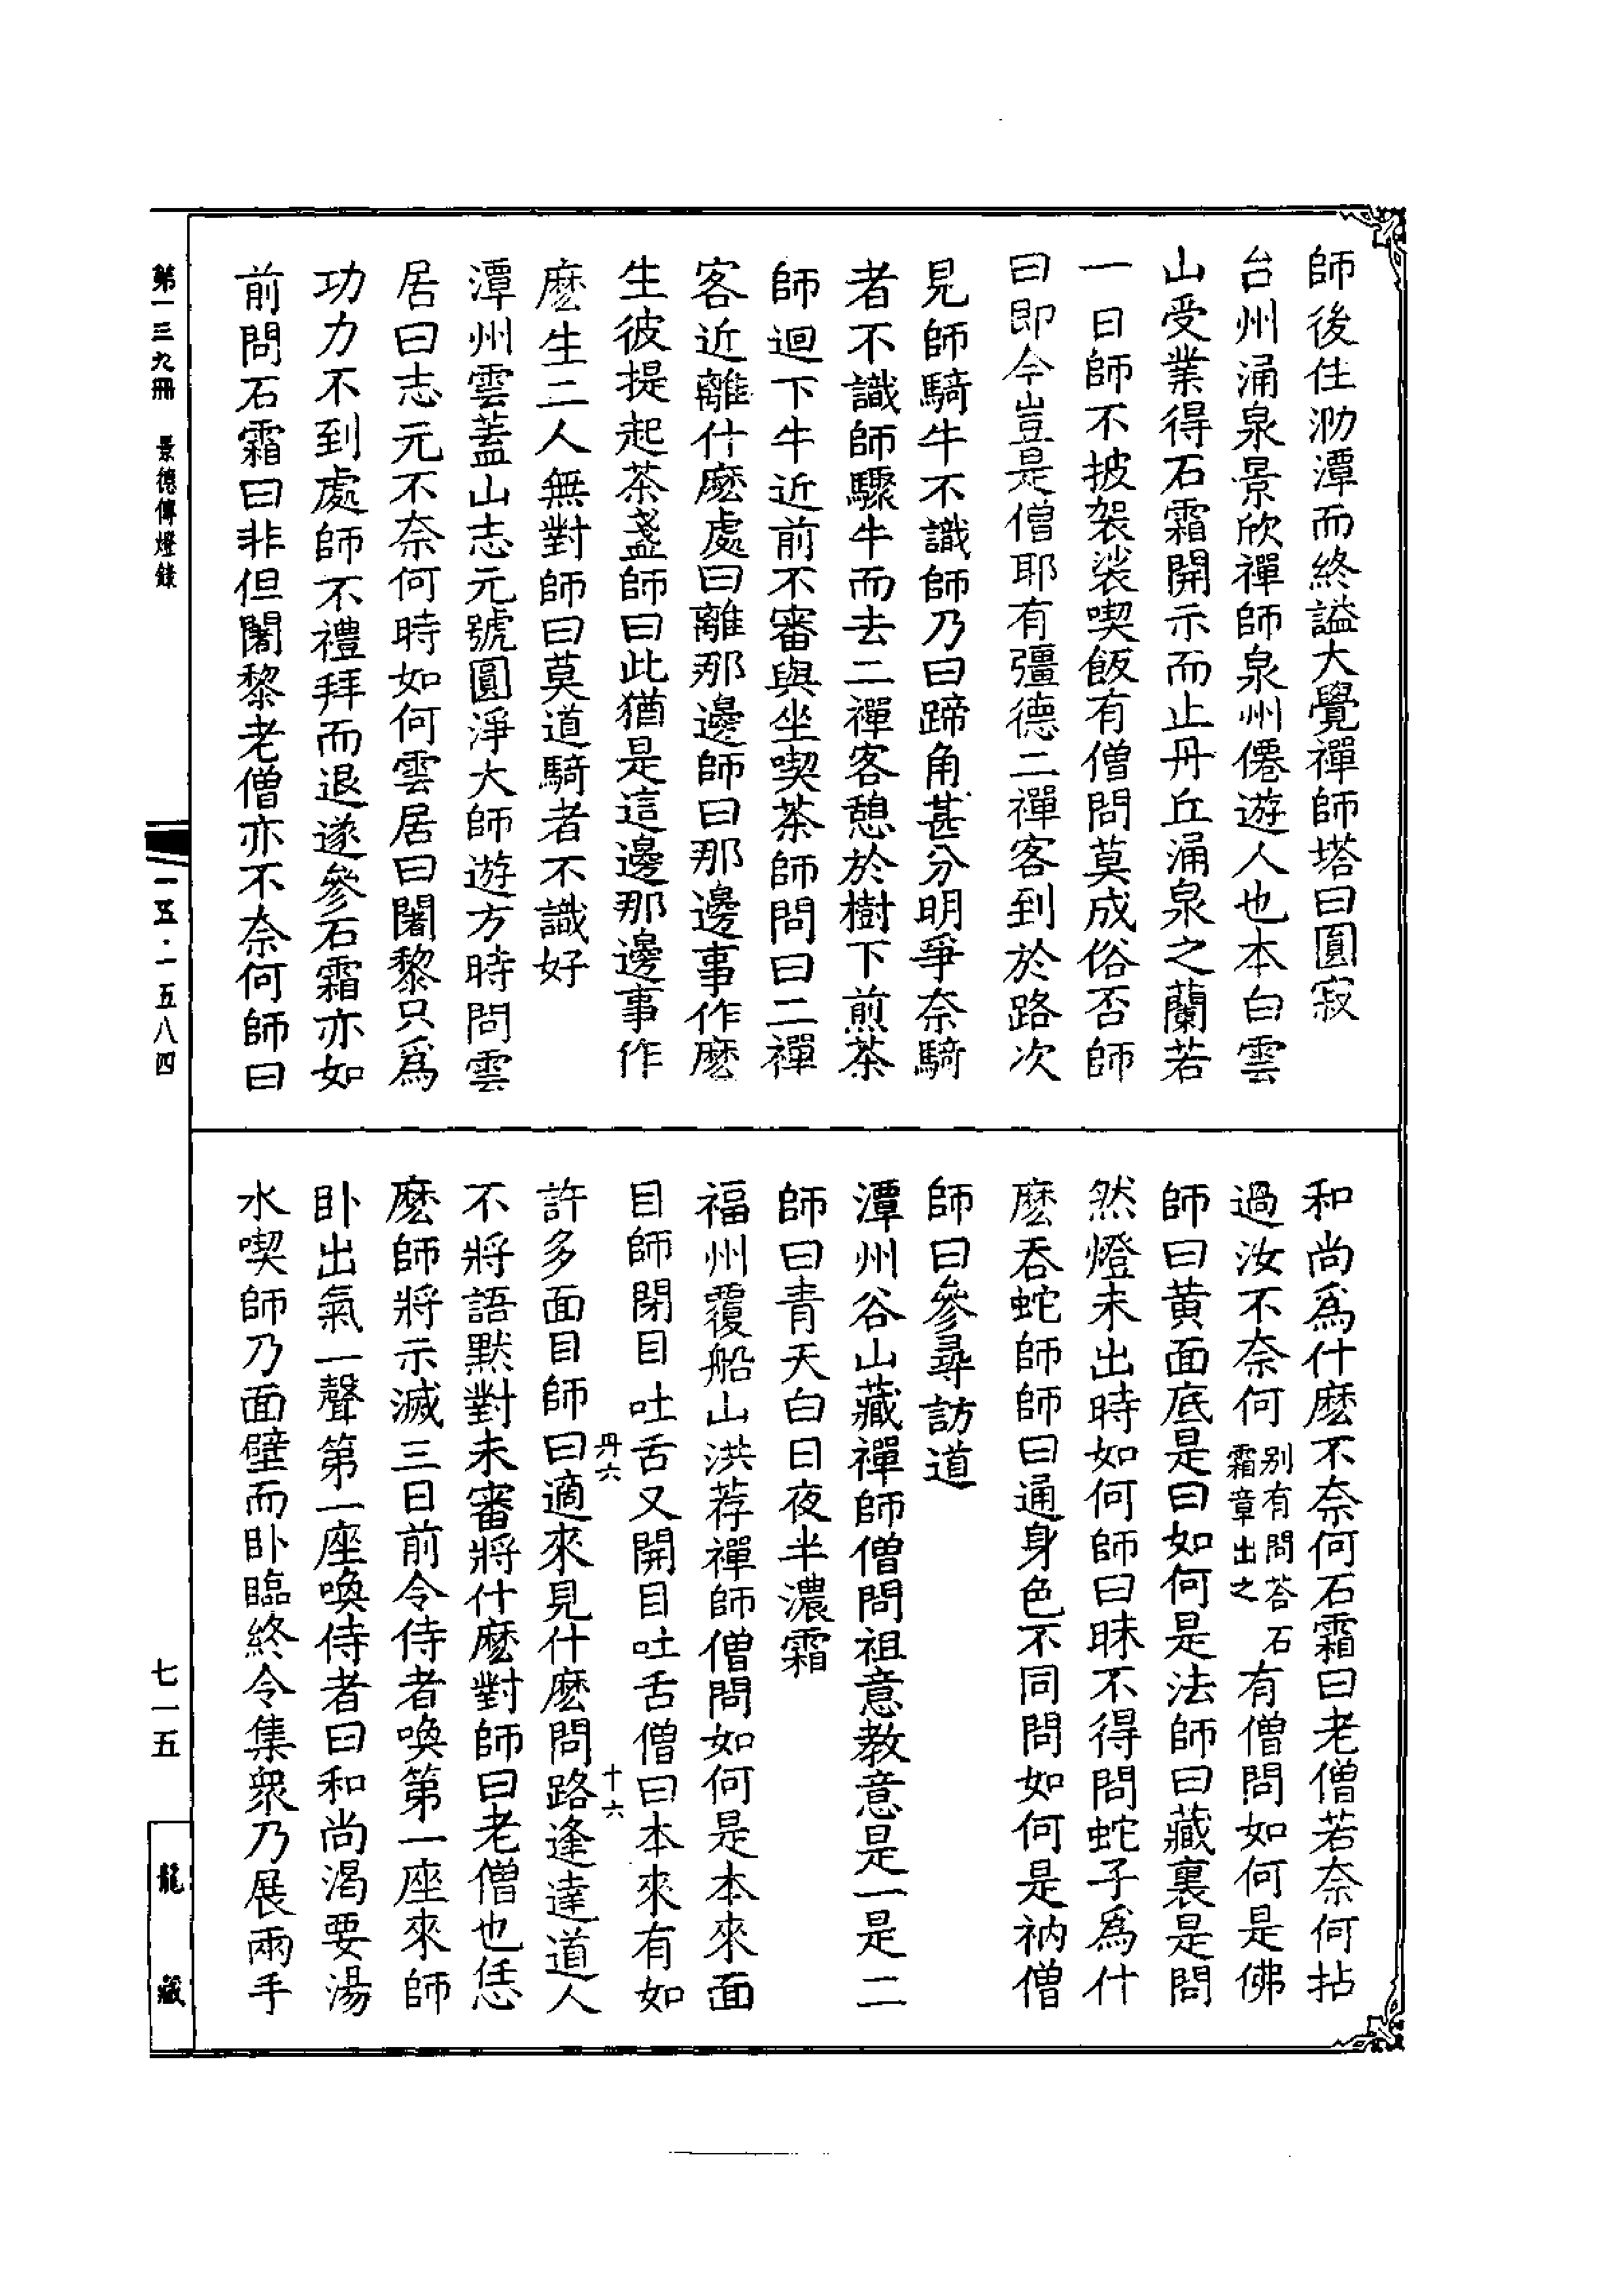 師後住泐潭而終謚大覺禪師塔曰圓寂
台州涌泉景欣禪師泉州僊遊人也本白雲
山受業得石霜開示而止丹丘涌泉之蘭若
一日師不披袈裟喫飯有僧問莫成俗否師
曰即今豈是僧耶有彊德二禪客到於路次
見師騎牛不識師乃曰蹄角甚分明爭奈騎
者不識師驟牛而去二禪客憩於樹下煎茶
師迴下牛近前不審與坐喫茶師問曰二禪
客近離什麼處曰離那邊師曰那邊事作麼
生彼提起茶盞師曰此猶是這邊那邊事作
麼生二人無對師曰莫道騎者不識好
潭州雲蓋山志元號圓淨大師遊方時問雲
居曰志元不奈何時如何雲居曰闍黎只爲
功力不到處師不禮拜而退遂參石霜亦如
前問石霜曰非但闍黎老僧亦不奈何師曰
和尚爲什麼不奈何石霜曰老僧若奈何拈
過汝不奈何別有問荅石霜章出之有僧問如何是佛
師曰黃面底是曰如何是法師曰藏裏是問
然燈未出時如何師曰昧不得問蛇子爲什
麼吞蛇師師曰通身色不同問如何是衲僧
師曰參尋訪道
潭州谷山藏禪師僧問祖意教意是一是二
師曰青天白日夜半濃霜
福州覆船山洪荐禪師僧問如何是本來面
目師閉目吐舌又開目吐舌僧曰本來有如
丹六
十六
許多面目師曰適來見什麼問路逢達道人
不將語默對未審將什麼對師曰老僧也恁
麼師將示滅三日前令侍者喚第一座來師
臥出氣一聲第一座喚侍者曰和尚渴要湯
水喫師乃面壁而臥臨終令集眾乃展兩手
第一三九冊 景德傳燈錄
一五·一五八四
七一五
龍藏